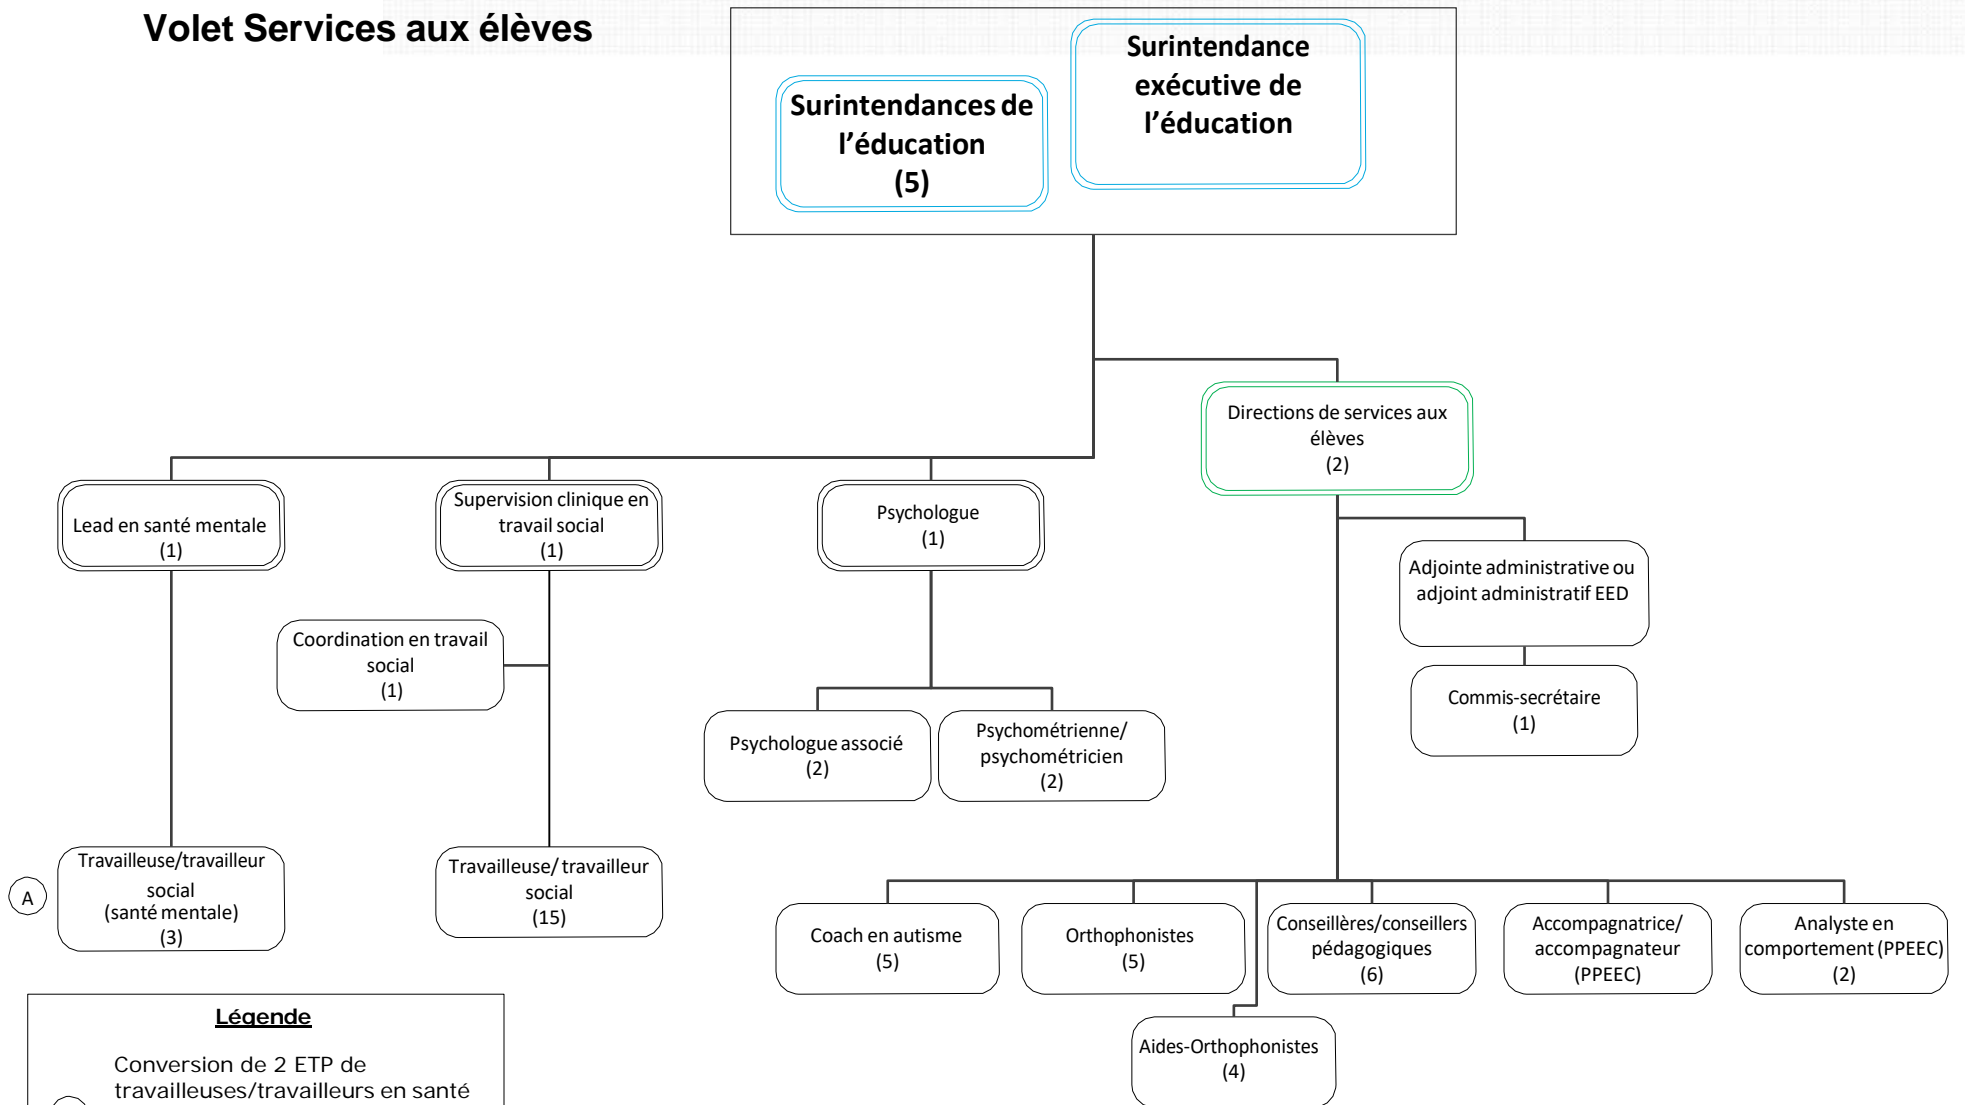 Volet Services aux élèves
Surintendance
exécutive de
l’éducation
Surintendances de
l’éducation
(5)
Directions de services aux
élèves
(2)
Lead en santé mentale
(1)
Supervision clinique en
travail social
(1)
Psychologue
(1)
Adjointe administrative ou
adjoint administratif EED
Coordination en travail
social
(1)
Commis-secrétaire
(1)
Psychologue associé
(2)
Psychométrienne/
psychométricien
(2)
A
Travailleuse/travailleur
social
(santé mentale)
(3)
Travailleuse/ travailleur
social
(15)
Coach en autisme
(5)
Orthophonistes
(5)
Conseillères/conseillers
pédagogiques
(6)
Accompagnatrice/
accompagnateur
(PPEEC)
Analyste en
comportement (PPEEC)
(2)
Aides-Orthophonistes
(4)
Légende
Conversion de 2 ETP de
travailleuses/travailleurs en santé